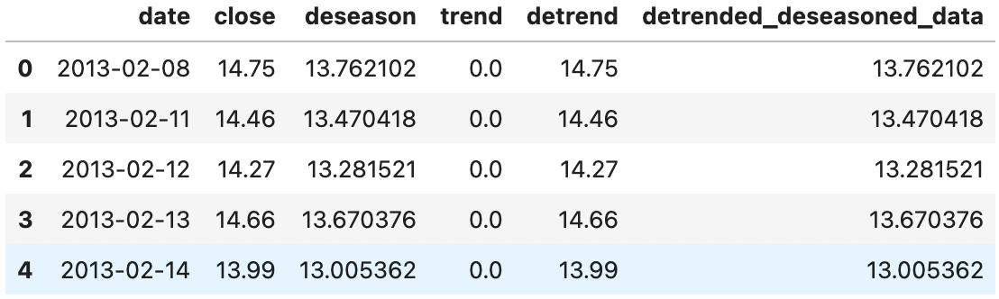 date close deseason trend detrend detrended_deseasoned_data
0 2013-02-08 14.75 13.762102 0.0 14.75 13.762102
1 2013-02-11 14.46 13.470418 0.0 14.46 13.470418
2 2013-02-12 14.27 13.281521 0.0 14.27 13.281521
3 2013-02-13 14.66 13.670376 0.0 14.66 13.670376
4 2013-02-14 13.99 13.005362 0.0 13.99 13.005362